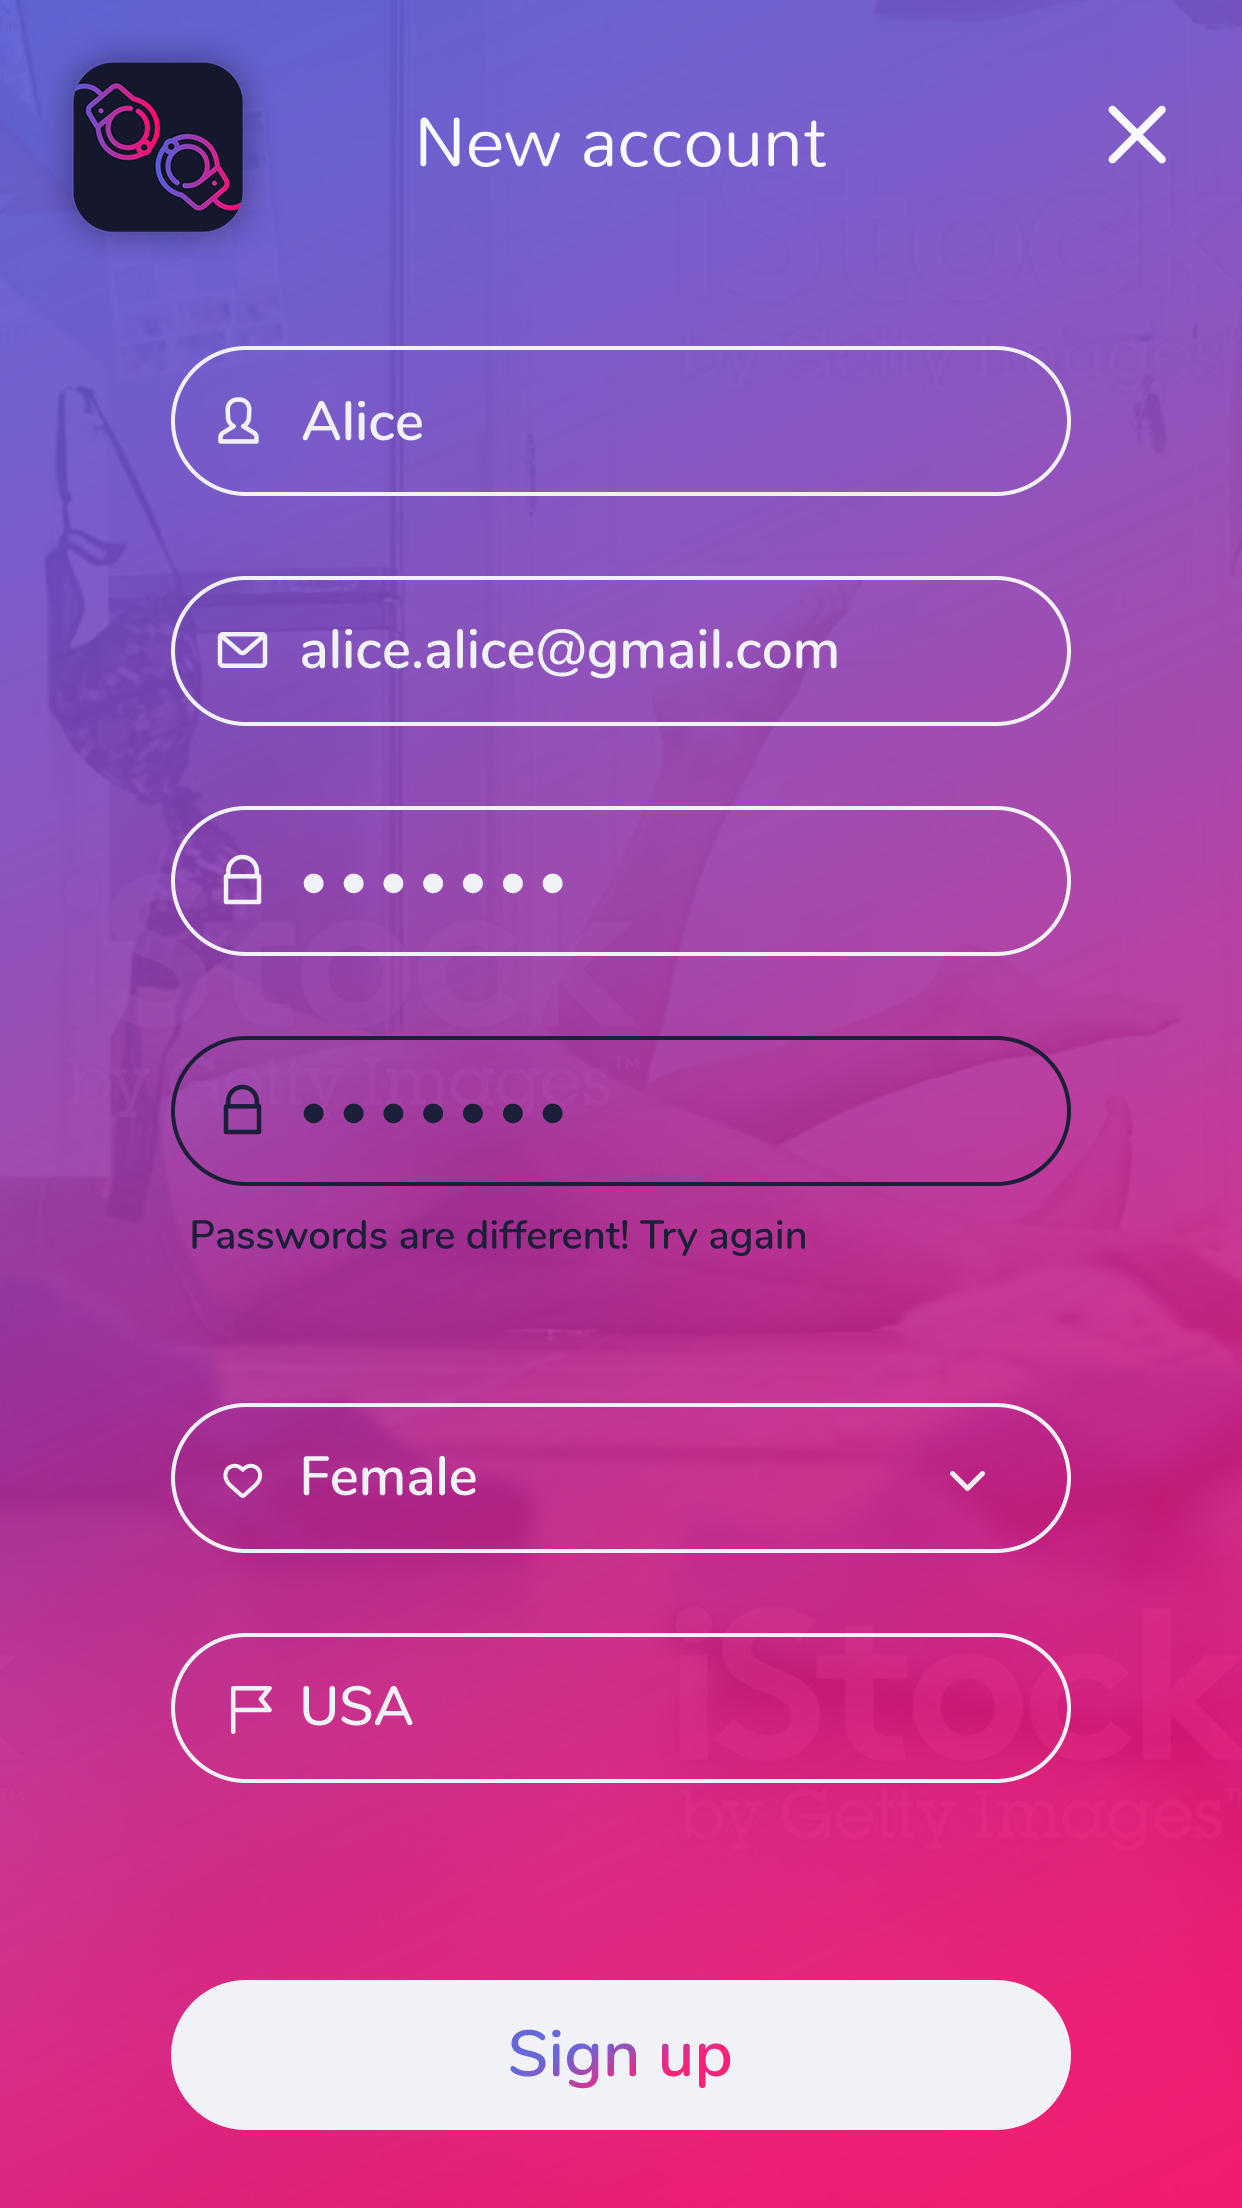 New account
iStock
by Getty Images
Alice
alice.alice@gmail.com
•••••••
iStock
by Getty Images™
•••••••
Passwords are different! Try again
Female
USA
iStock
by Getty Images™
Sign up